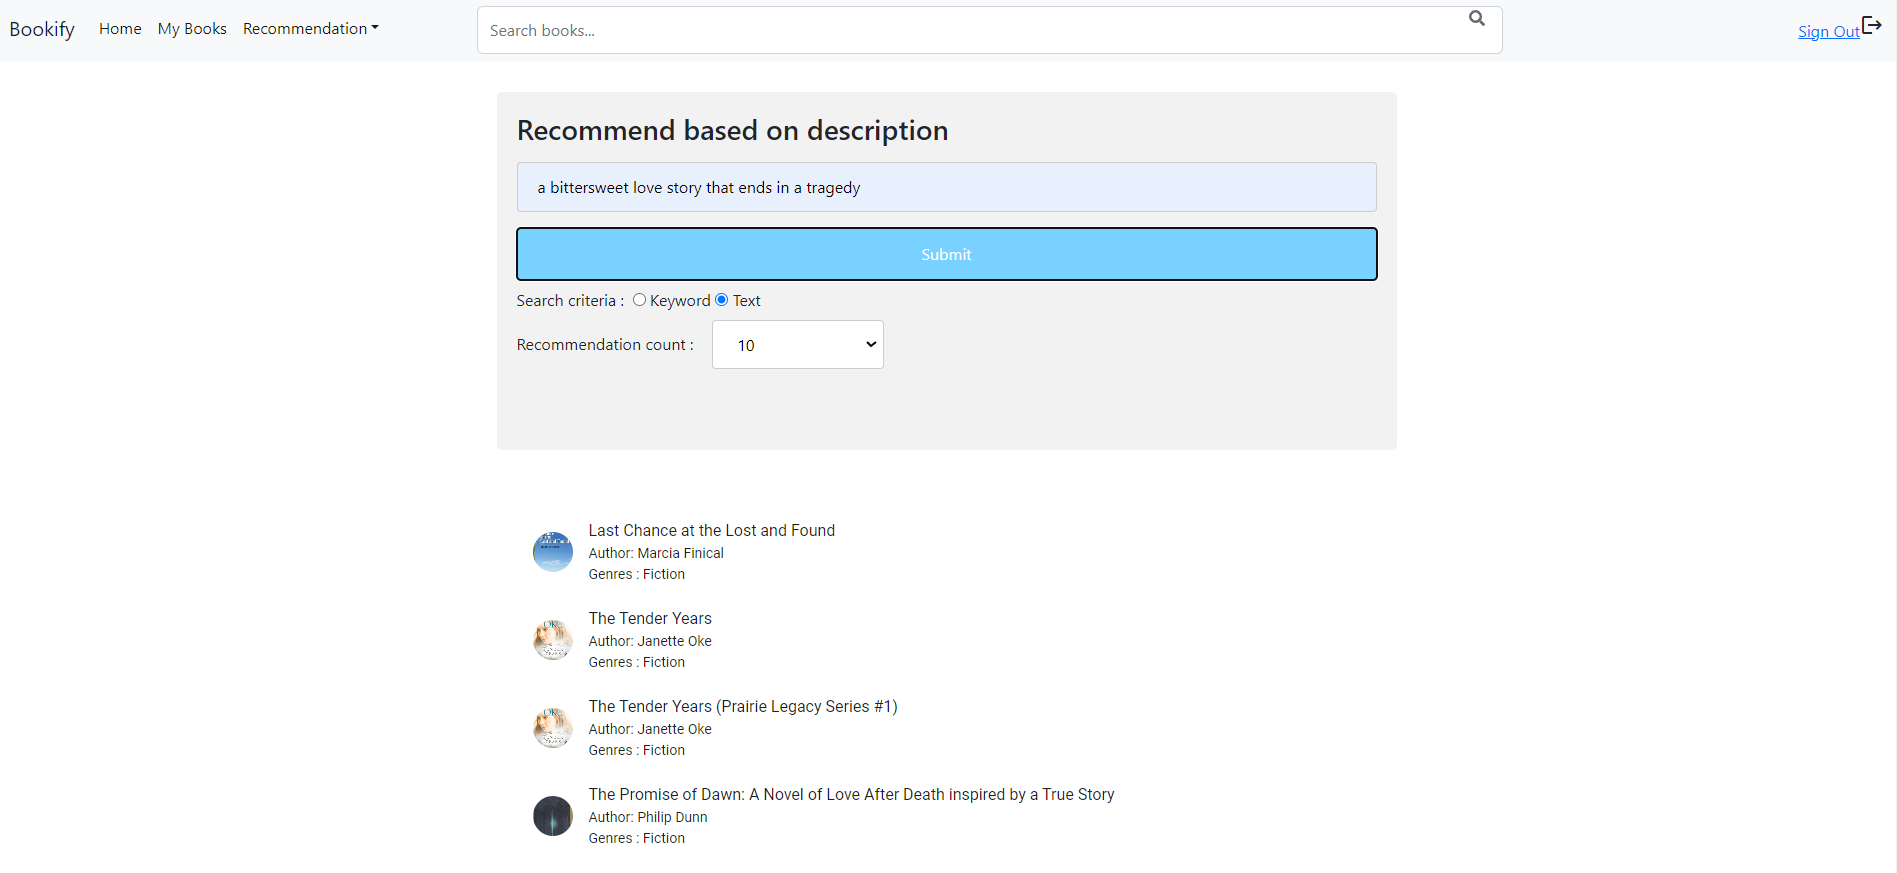 Bookify Home My Books Recommendation Search books... Sign Out
Recommend based on description
a bittersweet love story that ends in a tragedy
Submit
Search criteria : Keyword Text
Recommendation count : 10
Last Chance at the Lost and Found
Author: Marcia Finical
Genres : Fiction
The Tender Years
Author: Janette Oke
Genres : Fiction
The Tender Years (Prairie Legacy Series #1)
Author: Janette Oke
Genres : Fiction
The Promise of Dawn: A Novel of Love After Death inspired by a True Story
Author: Philip Dunn
Genres : Fiction